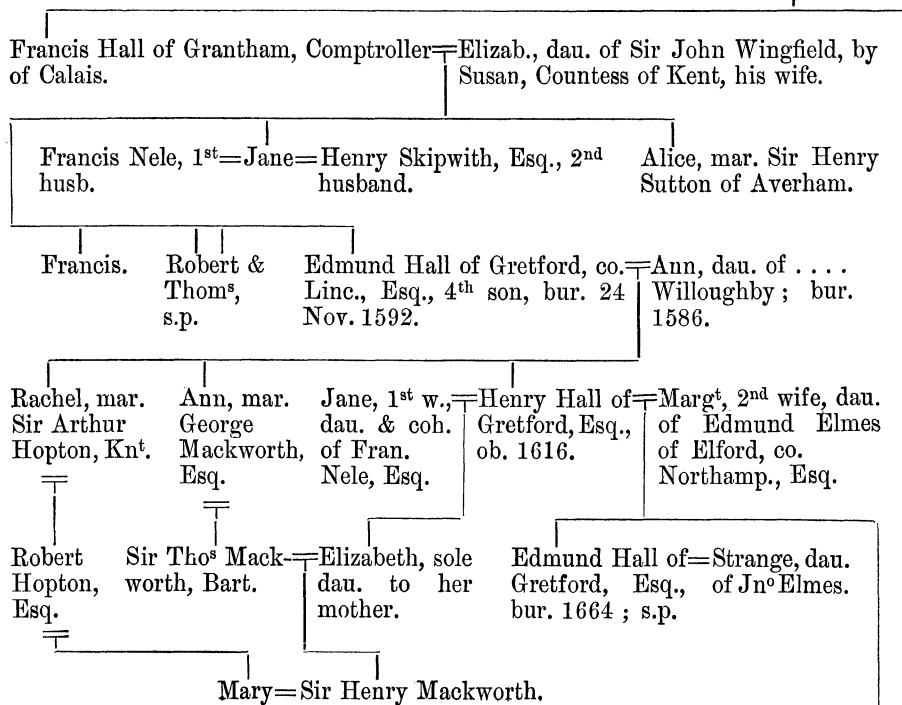 Francis Hall of Grantham, Comptroller=Elizab., dau. of Sir John Wingfield, by
of Calais. Susan, Countess of Kent, his wife.
Francis Nele, 1st=Jane=Henry Skipwith, Esq., 2nd
husb. husband.
Alice, mar. Sir Henry
Sutton of Averham.
Francis.
Robert &
Thoms,
s.p.
Edmund Hall of Gretford, co.
Linc., Esq., 4th son, bur. 24
Nov. 1592.
=Ann, dau. of ....
Willoughby; bur.
1586.
Rachel, mar.
Sir Arthur
Hopton, Knt.
Ann, mar.
George
Mackworth,
Esq.
Jane, 1st w.,
dau. & coh.
of Fran.
Nele, Esq.
=Henry Hall of
Gretford, Esq.,
ob. 1616.
=Margt, 2nd wife, dau.
of Edmund Elmes
of Elford, co.
Northamp., Esq.
Robert
Hopton,
Esq.
Sir Thos Mack-
worth, Bart.
=Elizabeth, sole
dau. to her
mother.
Edmund Hall of
Gretford, Esq.,
bur. 1664; s.p.
=Strange, dau.
of Jno Elmes.
Mary=Sir Henry Mackworth.